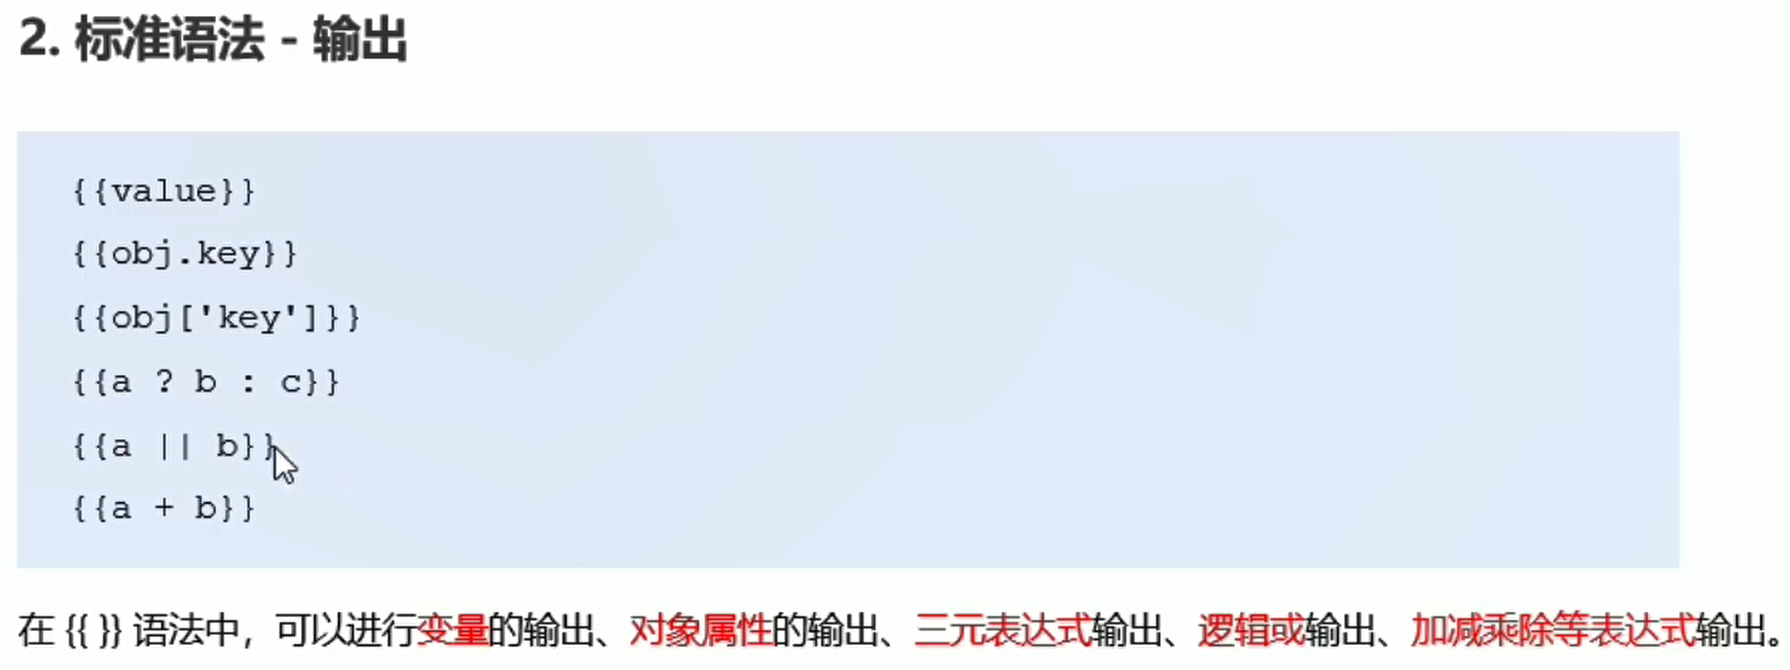 2. 标准语法 - 输出
{{value}}
{{obj.key}}
{{obj['key']}}
{{a ? b : c}}
{{a || b}}
{{a + b}}
在 {{ }} 语法中，可以进行变量的输出、对象属性的输出、三元表达式输出、逻辑或输出、加减乘除等表达式输出。